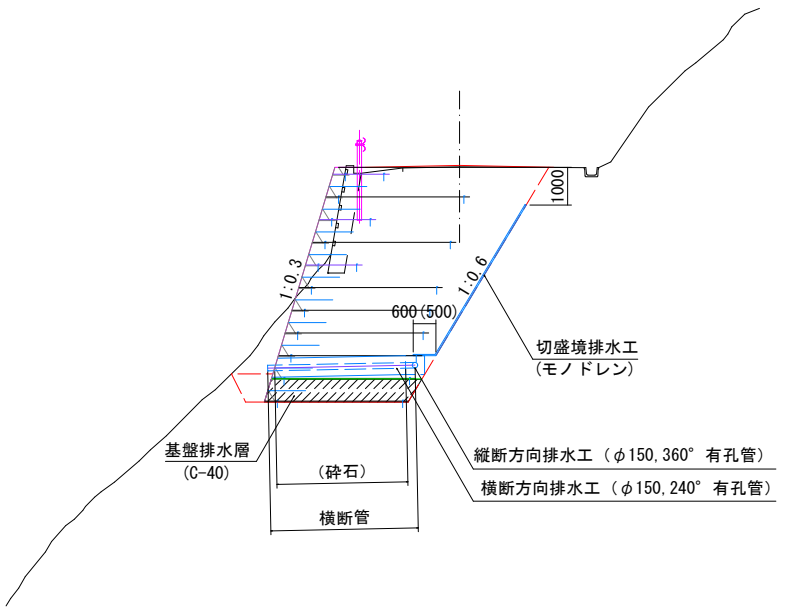 1000
1:0.3
1:0.6
600(500)
切盛境排水工
(モノドレン)
基盤排水層
(C-40)
(砕石)
縦断方向排水工(φ150,360°有孔管)
横断方向排水工(φ150,240°有孔管)
横断管